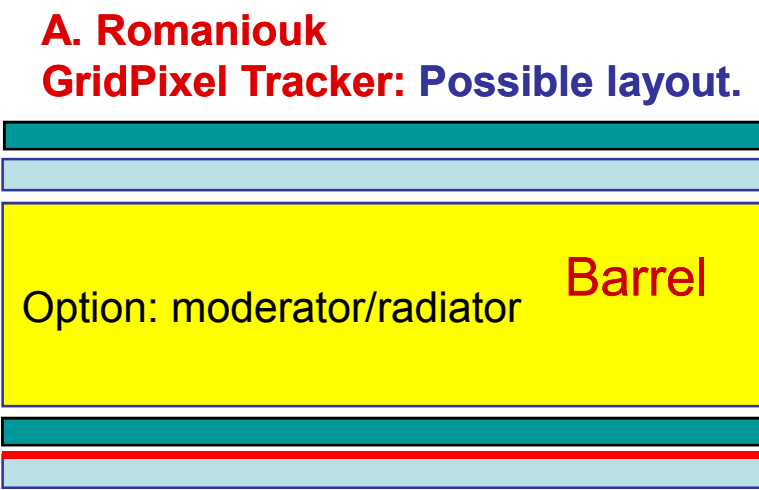 A. Romaniouk
GridPixel Tracker: Possible layout.
Barrel
Option: moderator/radiator